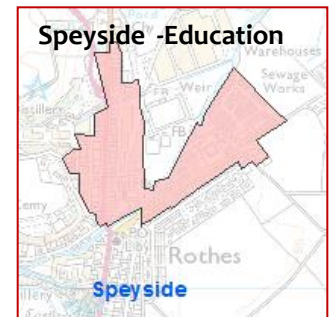 Speyside -Education
Warehouses
Weir
Sewage
Works
FB
FB
Rothes
Speyside